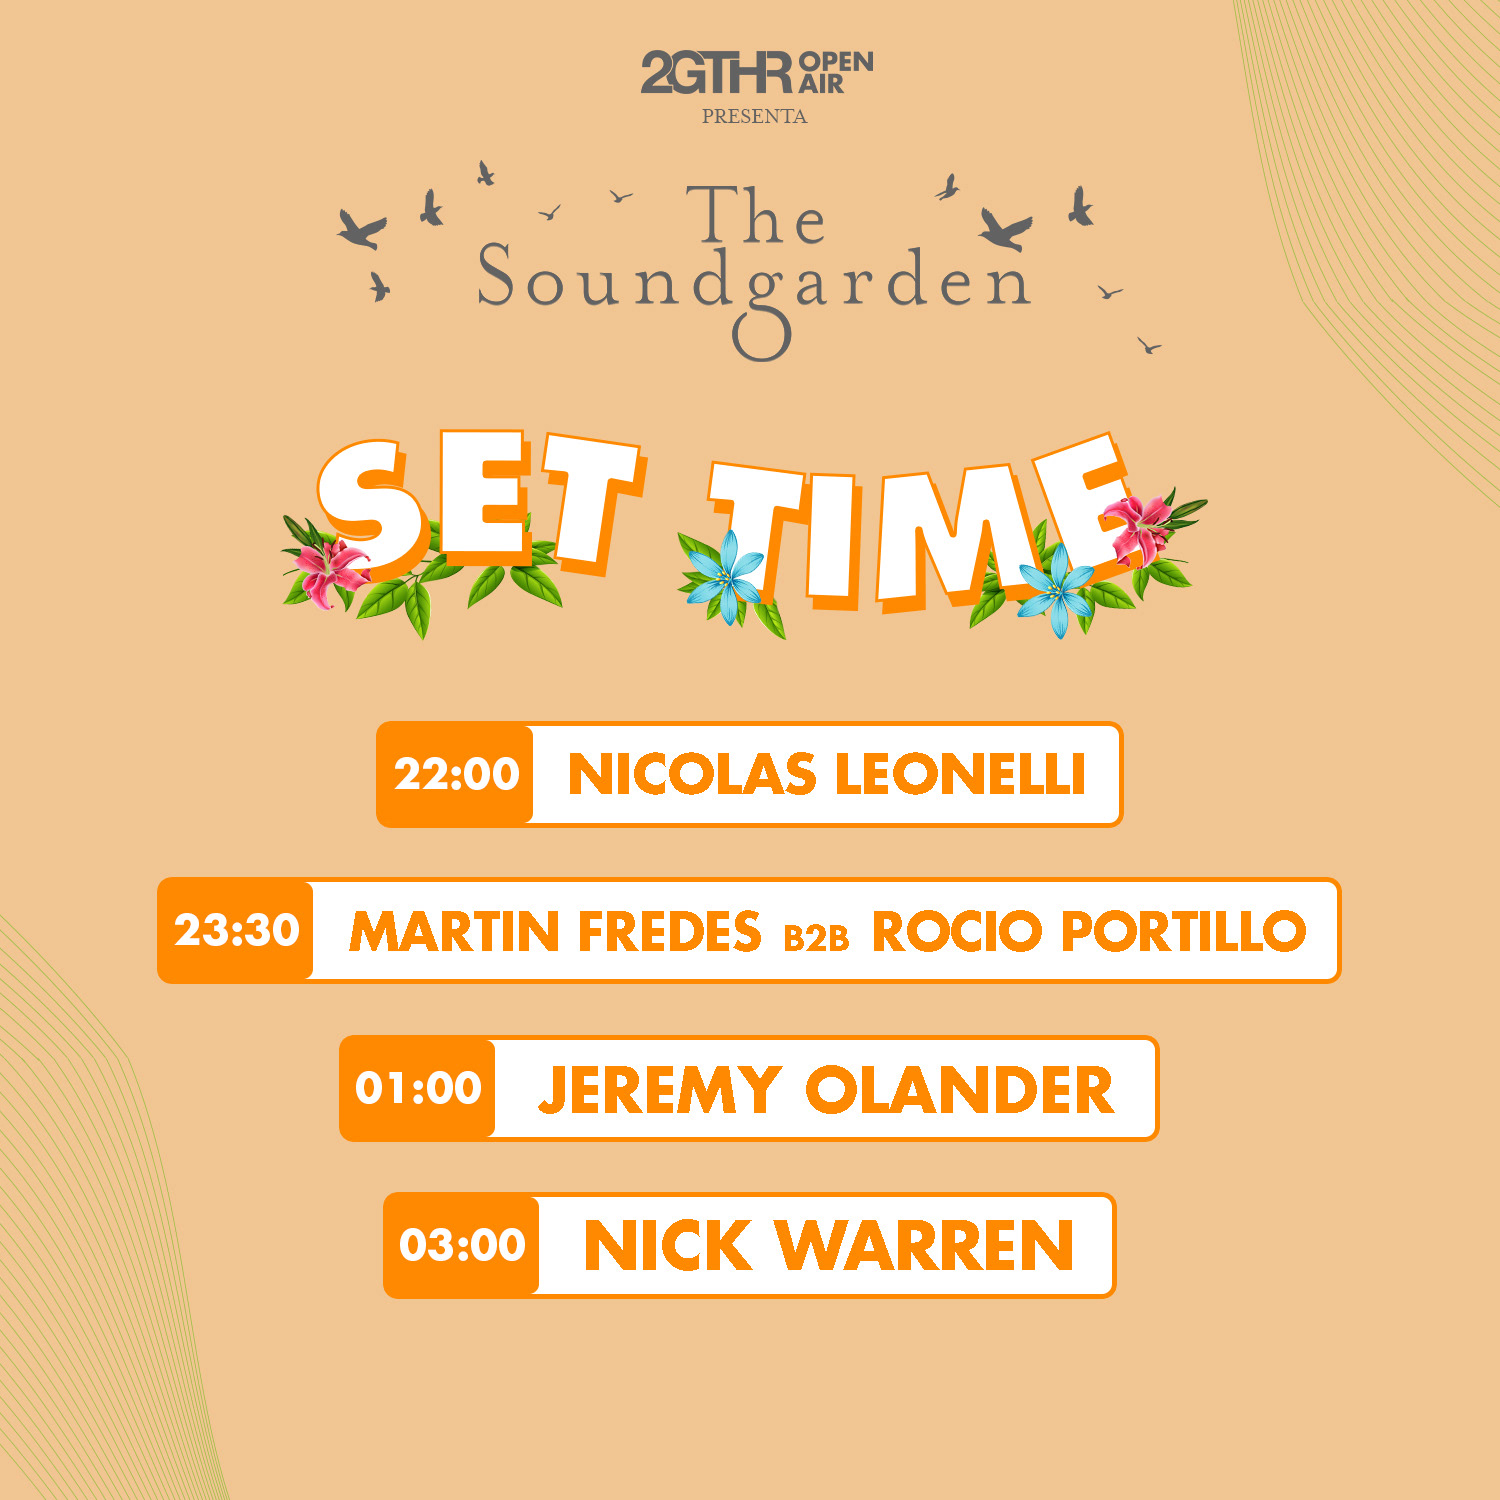 2GTHR OPEN AIR
PRESENTA
The
Soundgarden
SET TIME
22:00 NICOLAS LEONELLI
23:30 MARTIN FREDES B2B ROCIO PORTILLO
01:00 JEREMY OLANDER
03:00 NICK WARREN